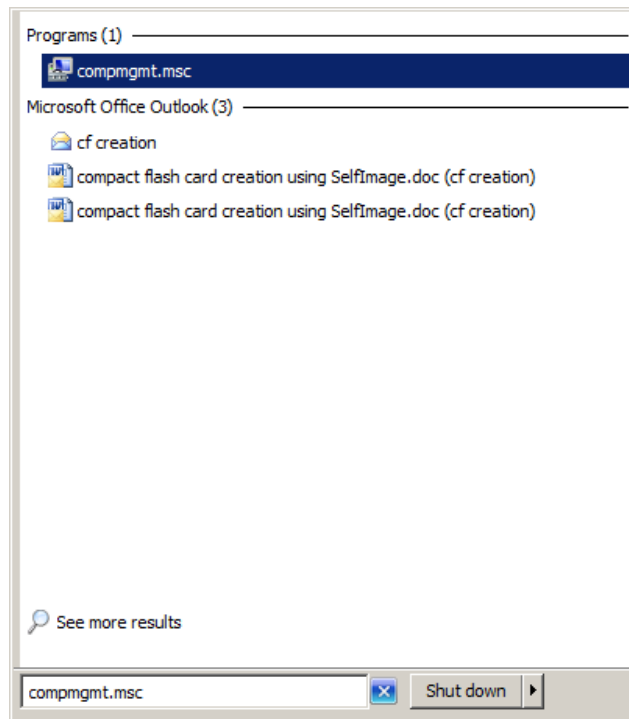 Programs (1)
compmgmt.msc
Microsoft Office Outlook (3)
cf creation
compact flash card creation using SelfImage.doc (cf creation)
compact flash card creation using SelfImage.doc (cf creation)
See more results
compmgmt.msc
Shut down